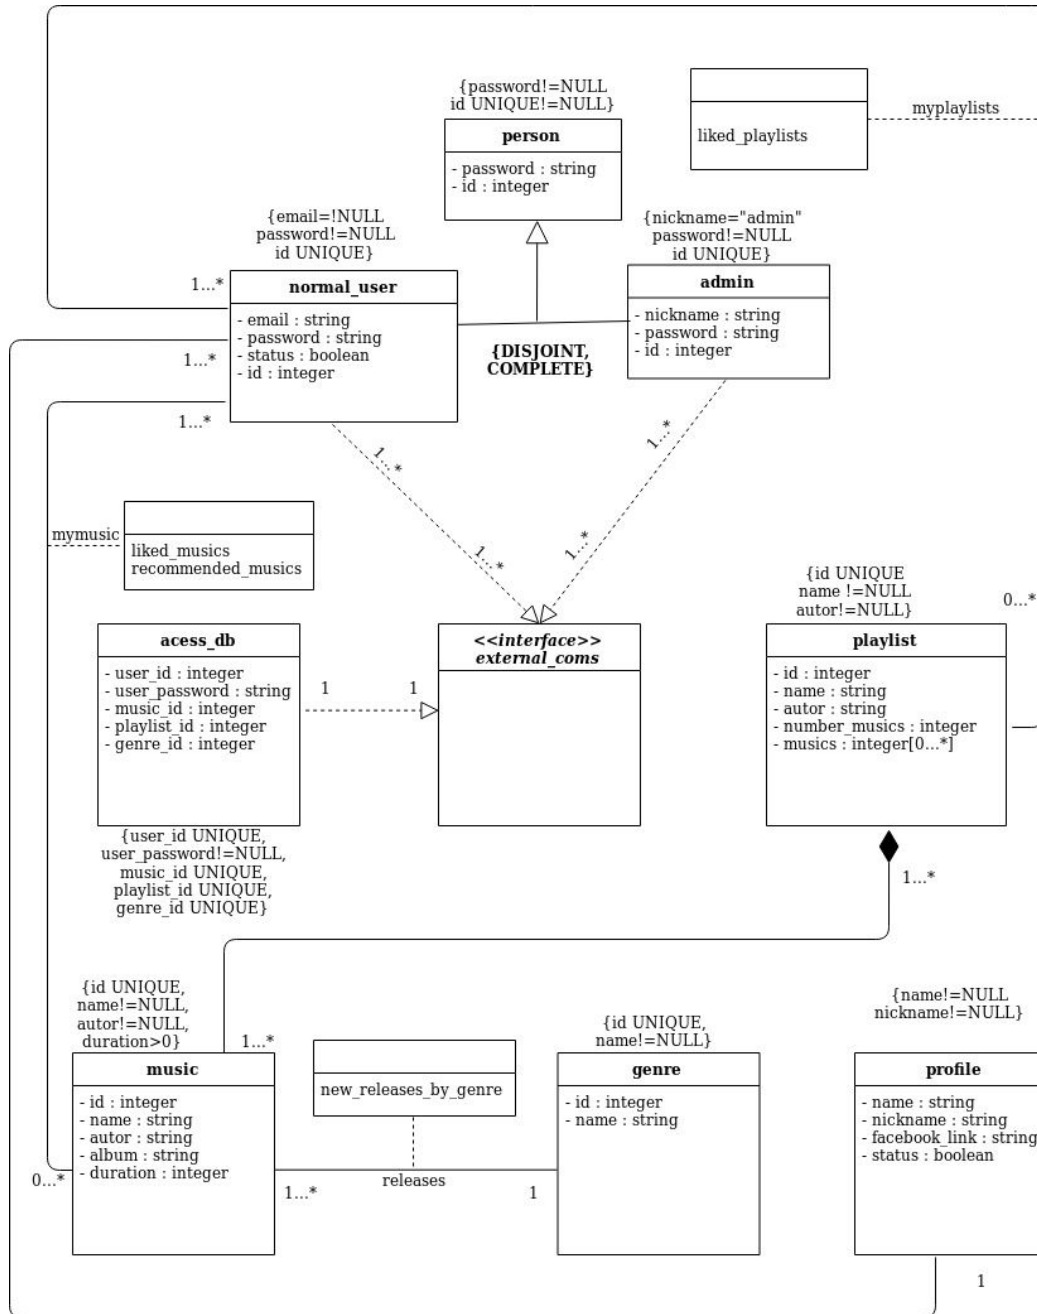 {password!=NULL
id UNIQUE!=NULL}
person
- password : string
- id : integer
liked_playlists
myplaylists
{email=!NULL
password!=NULL
id UNIQUE}
1...*
normal_user
- email : string
- password : string
- status : boolean
- id : integer
1...*
1...*
{nickname="admin"
password!=NULL
id UNIQUE}
admin
- nickname : string
- password : string
- id : integer
{DISJOINT,
COMPLETE}
1...*
1...*
1...*
1...*
mymusic
liked_musics
recommended_musics
{id UNIQUE
name !=NULL
autor!=NULL}
0...*
acess_db
- user_id : integer
- user_password : string
- music_id : integer
- playlist_id : integer
- genre_id : integer
1
1
<<interface>>
external_coms
playlist
- id : integer
- name : string
- autor : string
- number_musics : integer
- musics : integer[0...*]
{user_id UNIQUE,
user_password!=NULL,
music_id UNIQUE,
playlist_id UNIQUE,
genre_id UNIQUE}
1...*
{id UNIQUE,
name!=NULL,
autor!=NULL,
duration>0}
1...*
music
- id : integer
- name : string
- autor : string
- album : string
- duration : integer
0...*
new_releases_by_genre
releases
1...*
1
{id UNIQUE,
name!=NULL}
genre
- id : integer
- name : string
{name!=NULL
nickname!=NULL}
profile
- name : string
- nickname : string
- facebook_link : string
- status : boolean
1